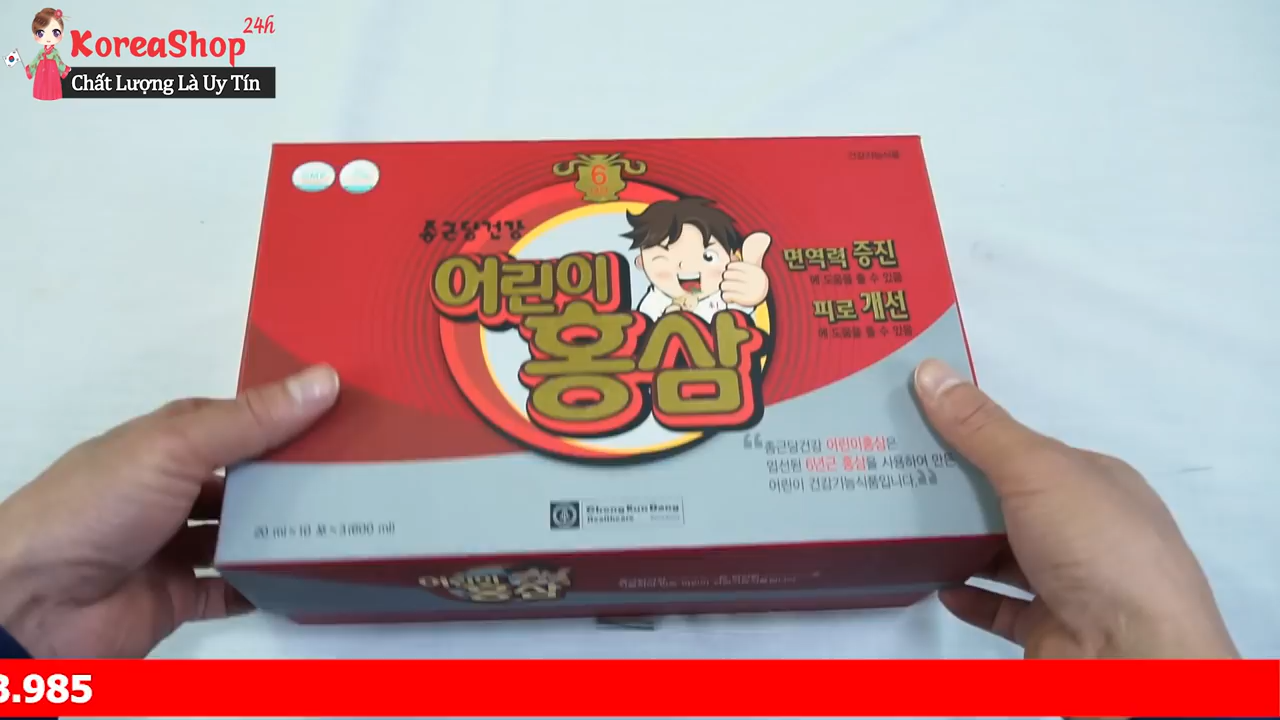 KoreaShop 24h
Chất Lượng Là Uy Tín
건강기능식품
GMP
6
종근당건강
어린이
홍삼
면역력 증진
에 도움을 줄 수 있음
피로 개선
에 도움을 줄 수 있음
종근당건강 어린이홍삼은
엄선된 6년근 홍삼을 사용하여 만든
어린이 건강기능식품입니다.
20 ml × 10 포 × 3 (600 ml)
Chong Kun Dang
Healthcare
어린이 홍삼
3.985